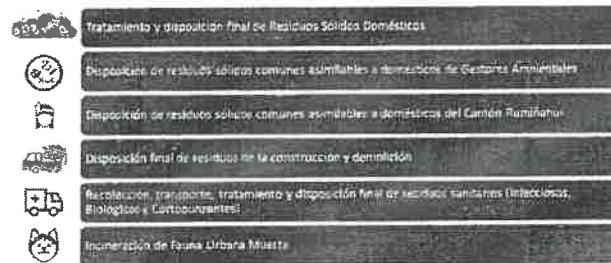 Tratamiento y disposición final de Residuos Sólidos Domésticos
Disposición de residuos sólidos comunes asimilables a domésticos de Gestores Ambientales
Disposición de residuos sólidos comunes asimilables a domésticos del Cantón Rumiñahui
Disposición final de residuos de la construcción y demolición
Recolección, transporte, tratamiento y disposición final de residuos sanitarios (Infecciosos,
Biológicos y Cortopunzantes)
Incineración de Fauna Urbana Muerta